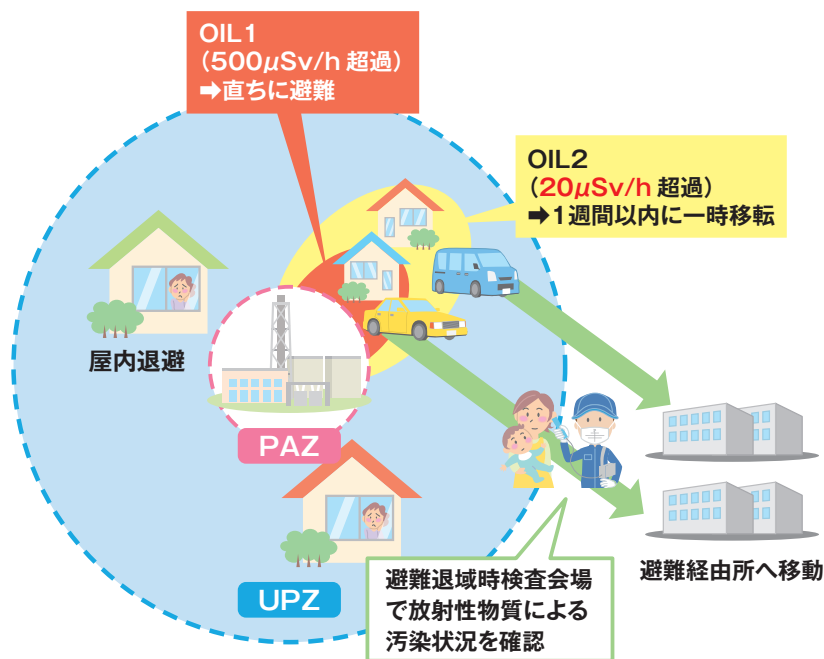 OIL1
（500μSv/h 超過）
➡直ちに避難
OIL2
（20μSv/h 超過）
➡1週間以内に一時移転
屋内退避
PAZ
UPZ
避難退域時検査会場
で放射性物質による
汚染状況を確認
避難経由所へ移動